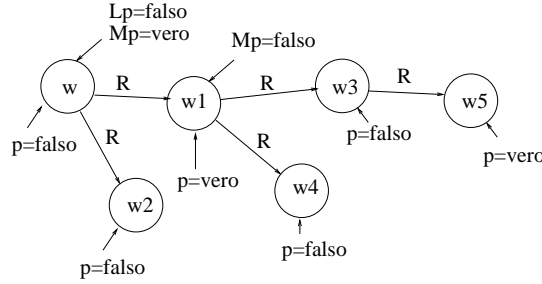 Lp=falso
Mp=vero
Mp=falso
w
R
w1
R
w3
R
w5
p=falso
R
p=vero
R
p=falso
p=vero
w2
w4
p=falso
p=falso